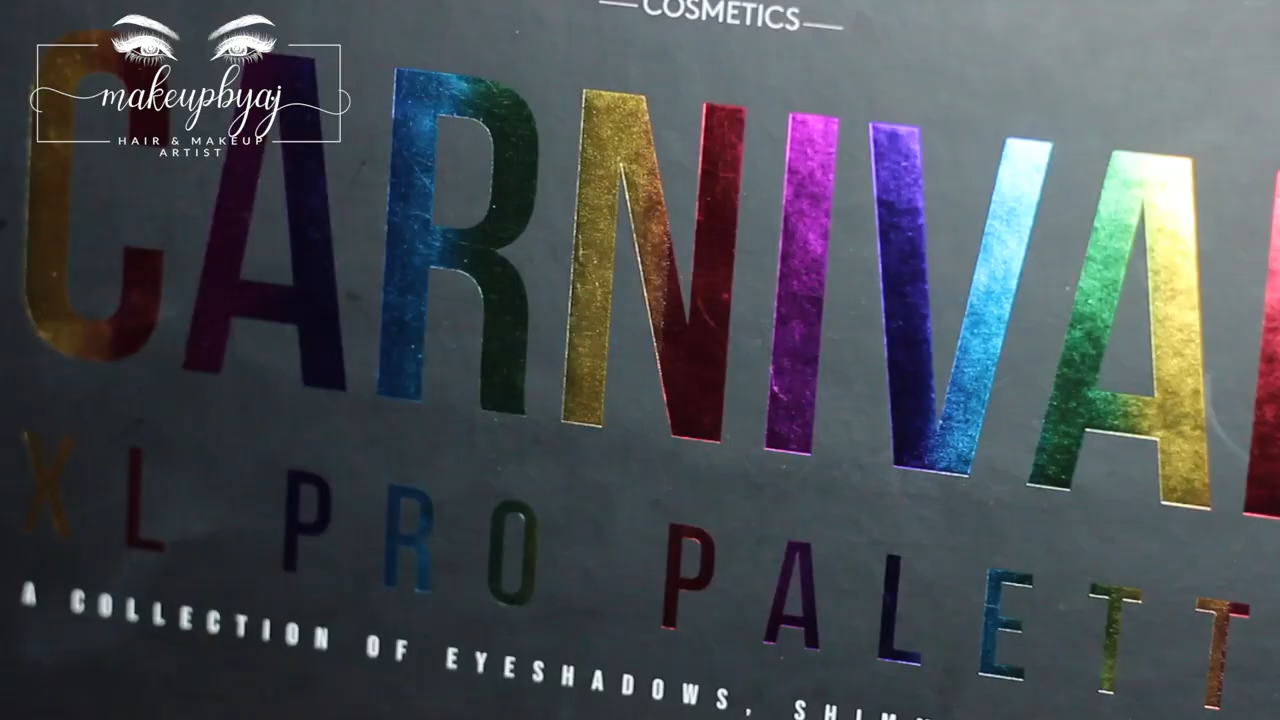 COSMETICS
makeupbyaj
HAIR & MAKEUP
ARTIST
CARNIVA
XL PRO PALETT
A COLLECTION OF EYESHADOWS,